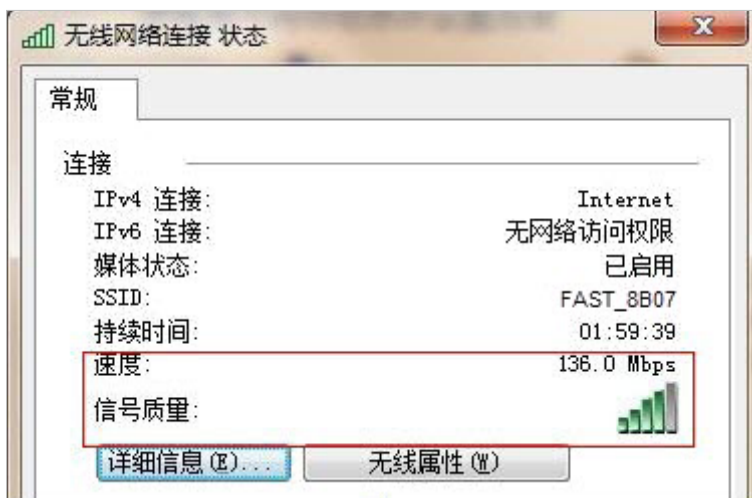 无线网络连接 状态
常规
连接
IPv4 连接: Internet
IPv6 连接: 无网络访问权限
媒体状态: 已启用
SSID: FAST_8B07
持续时间: 01:59:39
速度: 136.0 Mbps
信号质量:
详细信息(E)... 无线属性(W)